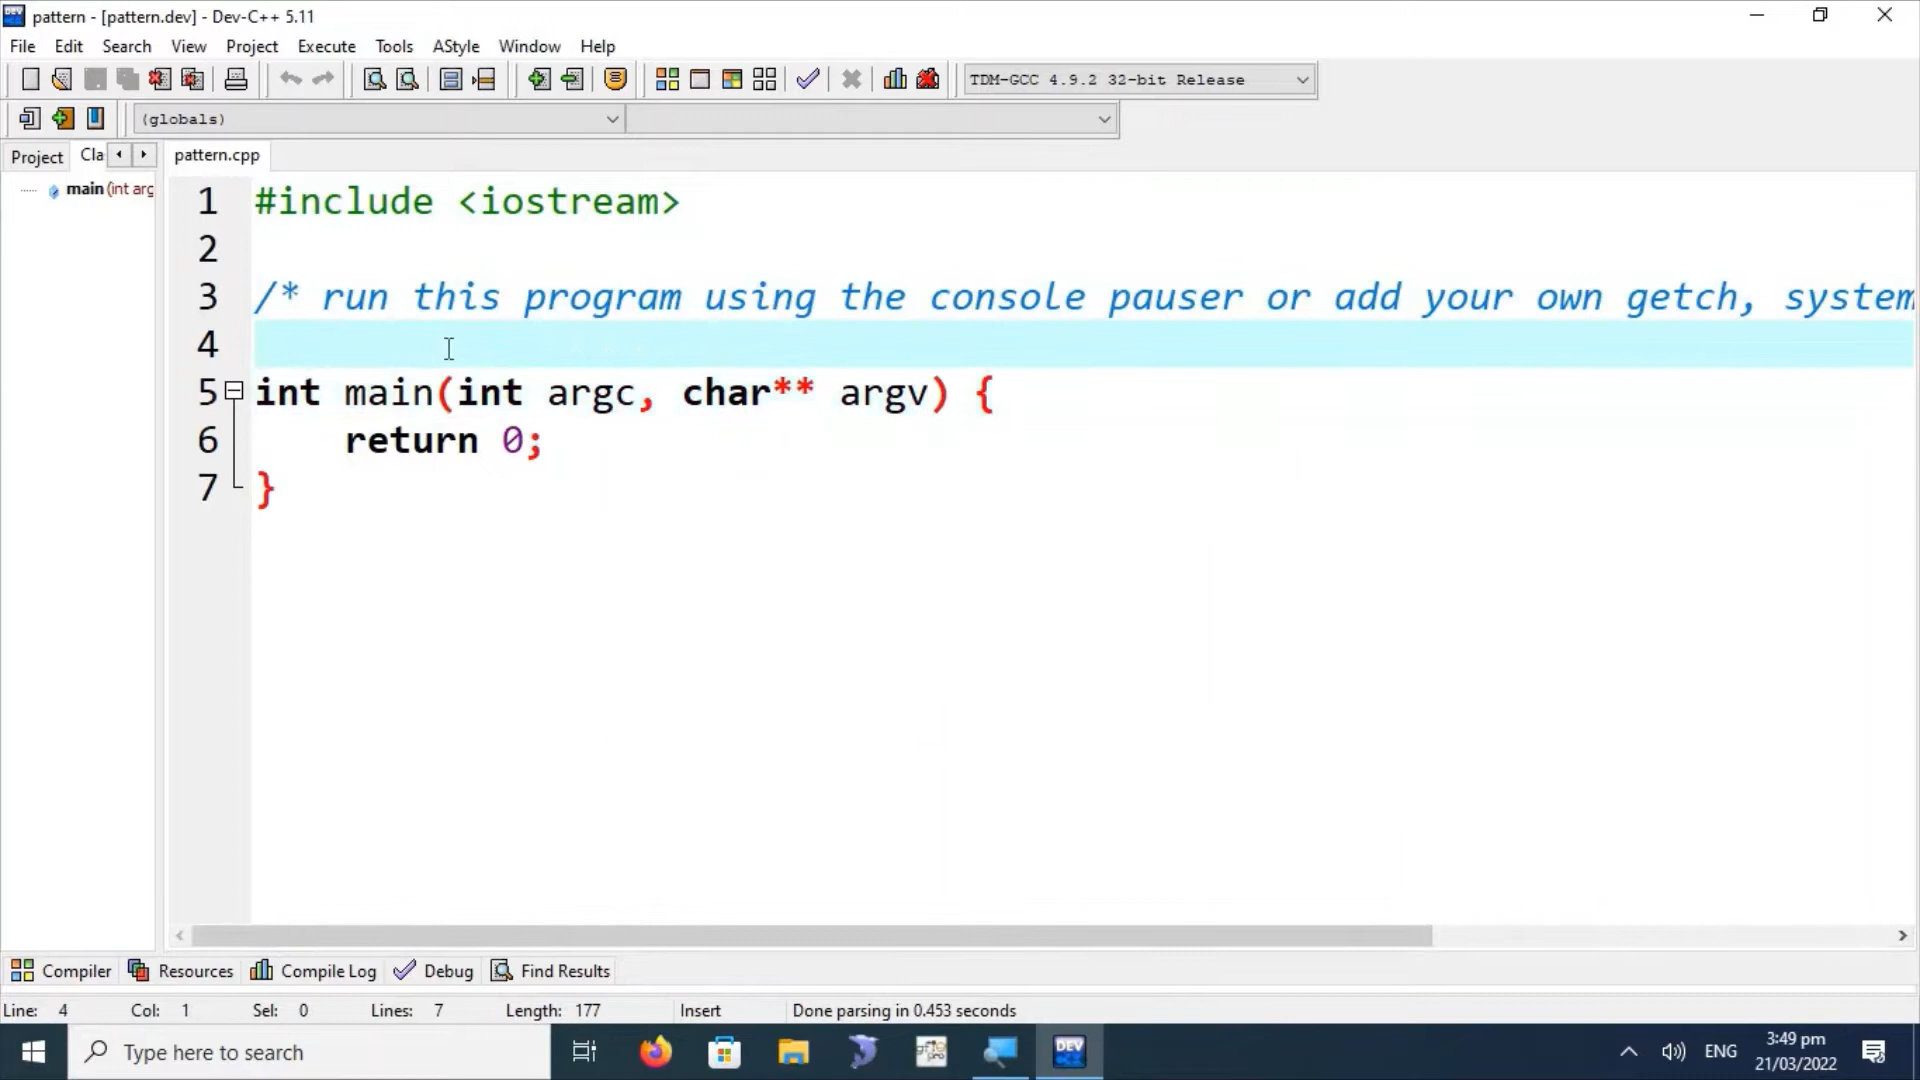 pattern - [pattern.dev] - Dev-C++ 5.11
File Edit Search View Project Execute Tools AStyle Window Help
TDM-GCC 4.9.2 32-bit Release
(globals)
Project Cla pattern.cpp
main (int arg
1 #include <iostream>
2
3 /* run this program using the console pauser or add your own getch, system
4
5 int main(int argc, char** argv) {
6 return 0;
7 }
Compiler Resources Compile Log Debug Find Results
Line: 4 Col: 1 Sel: 0 Lines: 7 Length: 177 Insert Done parsing in 0.453 seconds
Type here to search
DEV
ENG
3:49 pm
21/03/2022